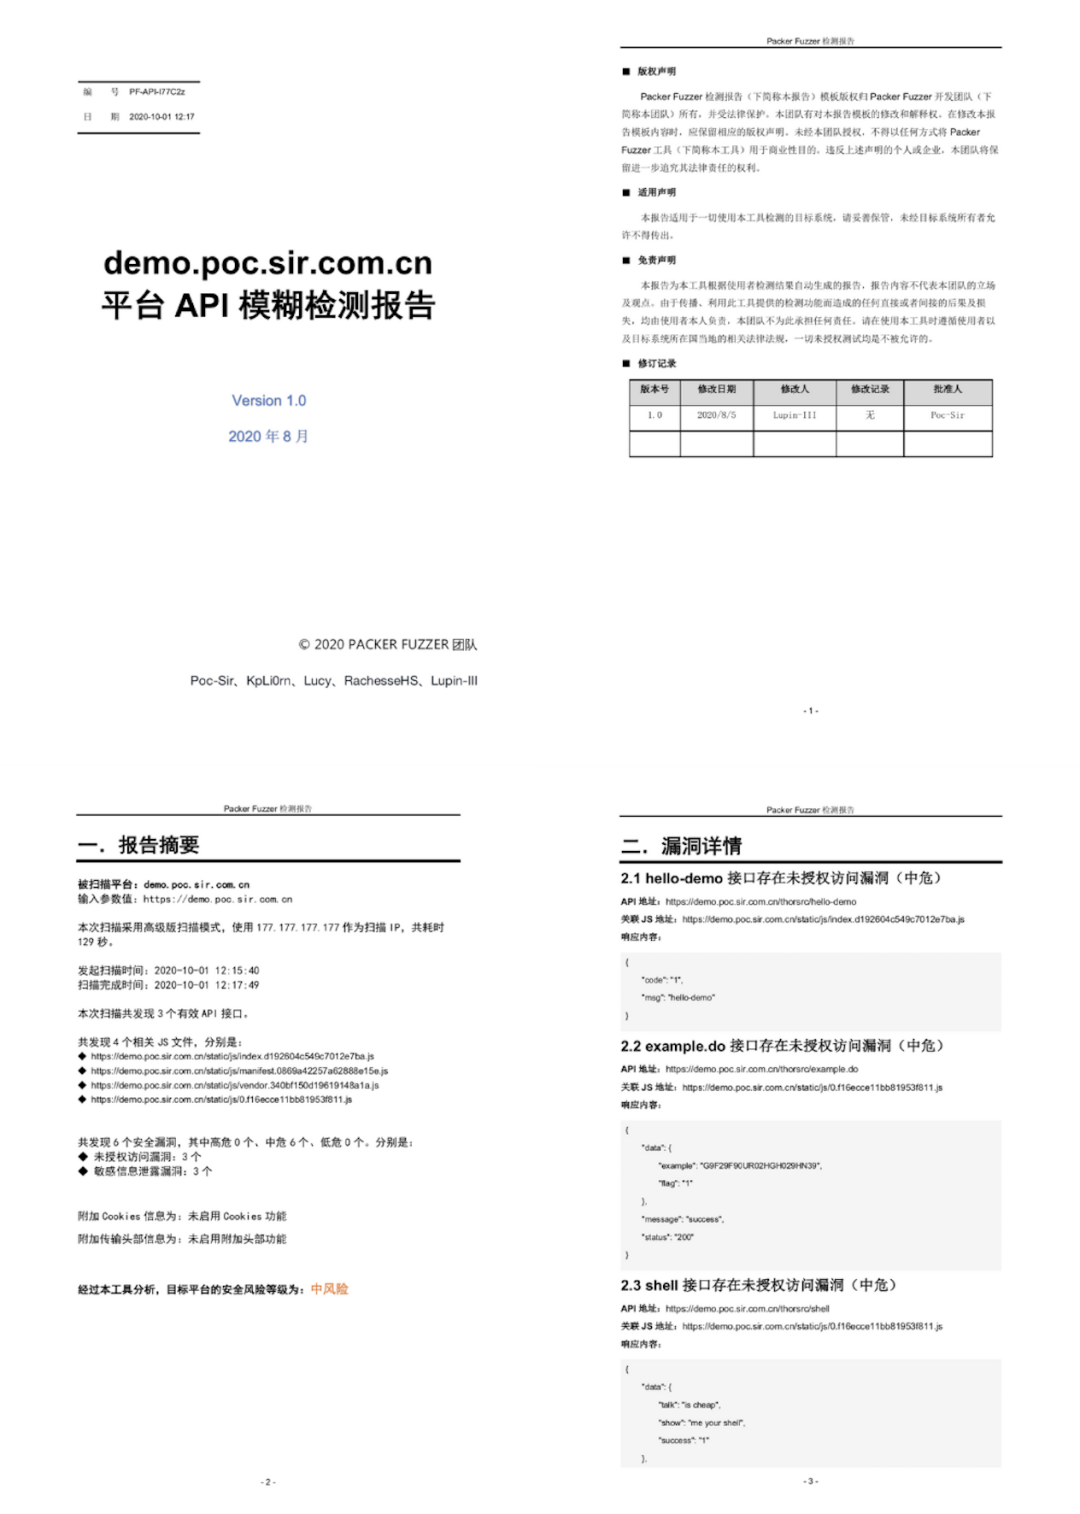 编 号 PF-API-I77C2z
日 期 2020-10-01 12:17
demo.poc.sir.com.cn
平台 API 模糊检测报告
Version 1.0
2020 年 8 月
© 2020 PACKER FUZZER 团队
Poc-Sir、KpLi0rn、Lucy、RachesseHS、Lupin-III
Packer Fuzzer 检测报告
■ 版权声明
Packer Fuzzer 检测报告（下简称本报告）模板版权归 Packer Fuzzer 开发团队（下
简称本团队）所有，并受法律保护。本团队有对本报告模板的修改和解释权。在修改本报
告模板内容时，应保留相应的版权声明。未经本团队授权，不得以任何方式将 Packer
Fuzzer 工具（下简称本工具）用于商业性目的。违反上述声明的个人或企业，本团队将保
留进一步追究其法律责任的权利。
■ 适用声明
本报告适用于一切使用本工具检测的目标系统，请妥善保管，未经目标系统所有者允
许不得传出。
■ 免责声明
本报告为本工具根据使用者检测结果自动生成的报告，报告内容不代表本团队的立场
及观点。由于传播、利用此工具提供的检测功能而造成的任何直接或者间接的后果及损
失，均由使用者本人负责，本团队不为此承担任何责任。请在使用本工具时遵循使用者以
及目标系统所在国当地的相关法律法规，一切未授权测试均是不被允许的。
■ 修订记录
版本号 修改日期 修改人 修改记录 批准人
1.0 2020/8/5 Lupin-III 无 Poc-Sir
- 1 -
Packer Fuzzer 检测报告
一．报告摘要
被扫描平台：demo.poc.sir.com.cn
输入参数值：https://demo.poc.sir.com.cn
本次扫描采用高级版扫描模式，使用 177.177.177.177 作为扫描 IP，共耗时
129 秒。
发起扫描时间：2020-10-01 12:15:40
扫描完成时间：2020-10-01 12:17:49
本次扫描共发现 3 个有效 API 接口。
共发现 4 个相关 JS 文件，分别是：
◆ https://demo.poc.sir.com.cn/static/js/index.d192604c549c7012e7ba.js
◆ https://demo.poc.sir.com.cn/static/js/manifest.0869a42257a62888e15e.js
◆ https://demo.poc.sir.com.cn/static/js/vendor.340bf150d19619148a1a.js
◆ https://demo.poc.sir.com.cn/static/js/0.f16ecce11bb81953f811.js
共发现 6 个安全漏洞，其中高危 0 个、中危 6 个、低危 0 个。分别是：
◆ 未授权访问漏洞：3 个
◆ 敏感信息泄露漏洞：3 个
附加 Cookies 信息为：未启用 Cookies 功能
附加传输头部信息为：未启用附加头部功能
经过本工具分析，目标平台的安全风险等级为：中风险
- 2 -
Packer Fuzzer 检测报告
二．漏洞详情
2.1 hello-demo 接口存在未授权访问漏洞（中危）
API 地址：https://demo.poc.sir.com.cn/thorsrc/hello-demo
关联 JS 地址：https://demo.poc.sir.com.cn/static/js/index.d192604c549c7012e7ba.js
响应内容：
{
"code": "1",
"msg": "hello-demo"
}
2.2 example.do 接口存在未授权访问漏洞（中危）
API 地址：https://demo.poc.sir.com.cn/thorsrc/example.do
关联 JS 地址：https://demo.poc.sir.com.cn/static/js/0.f16ecce11bb81953f811.js
响应内容：
{
"data": {
"example": "G9F29F90UR02HGH029HN39",
"flag": "1"
},
"message": "success",
"status": "200"
}
2.3 shell 接口存在未授权访问漏洞（中危）
API 地址：https://demo.poc.sir.com.cn/thorsrc/shell
关联 JS 地址：https://demo.poc.sir.com.cn/static/js/0.f16ecce11bb81953f811.js
响应内容：
{
"data": {
"talk": "is cheap",
"show": "me your shell",
"success": "1"
},
- 3 -